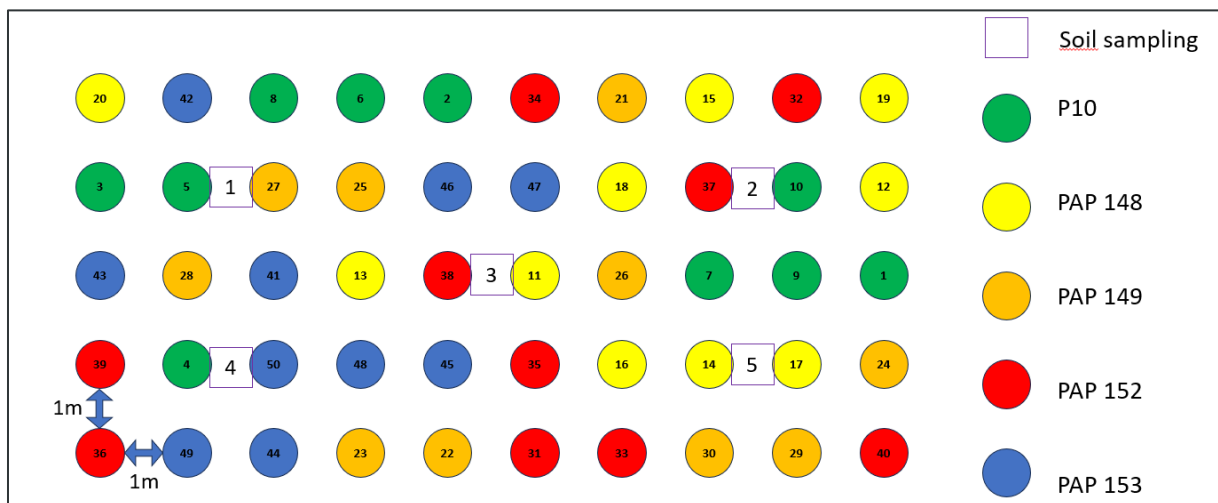 Soil sampling
20 42 8 6 2 34 21 15 32 19
P10
3 5 1 27 25 46 47 18 37 2 10 12
PAP 148
43 28 41 13 38 3 11 26 7 9 1
PAP 149
39 4 4 50 48 45 35 16 14 5 17 24
PAP 152
1m
36 49 44 23 22 31 33 30 29 40
1m
PAP 153